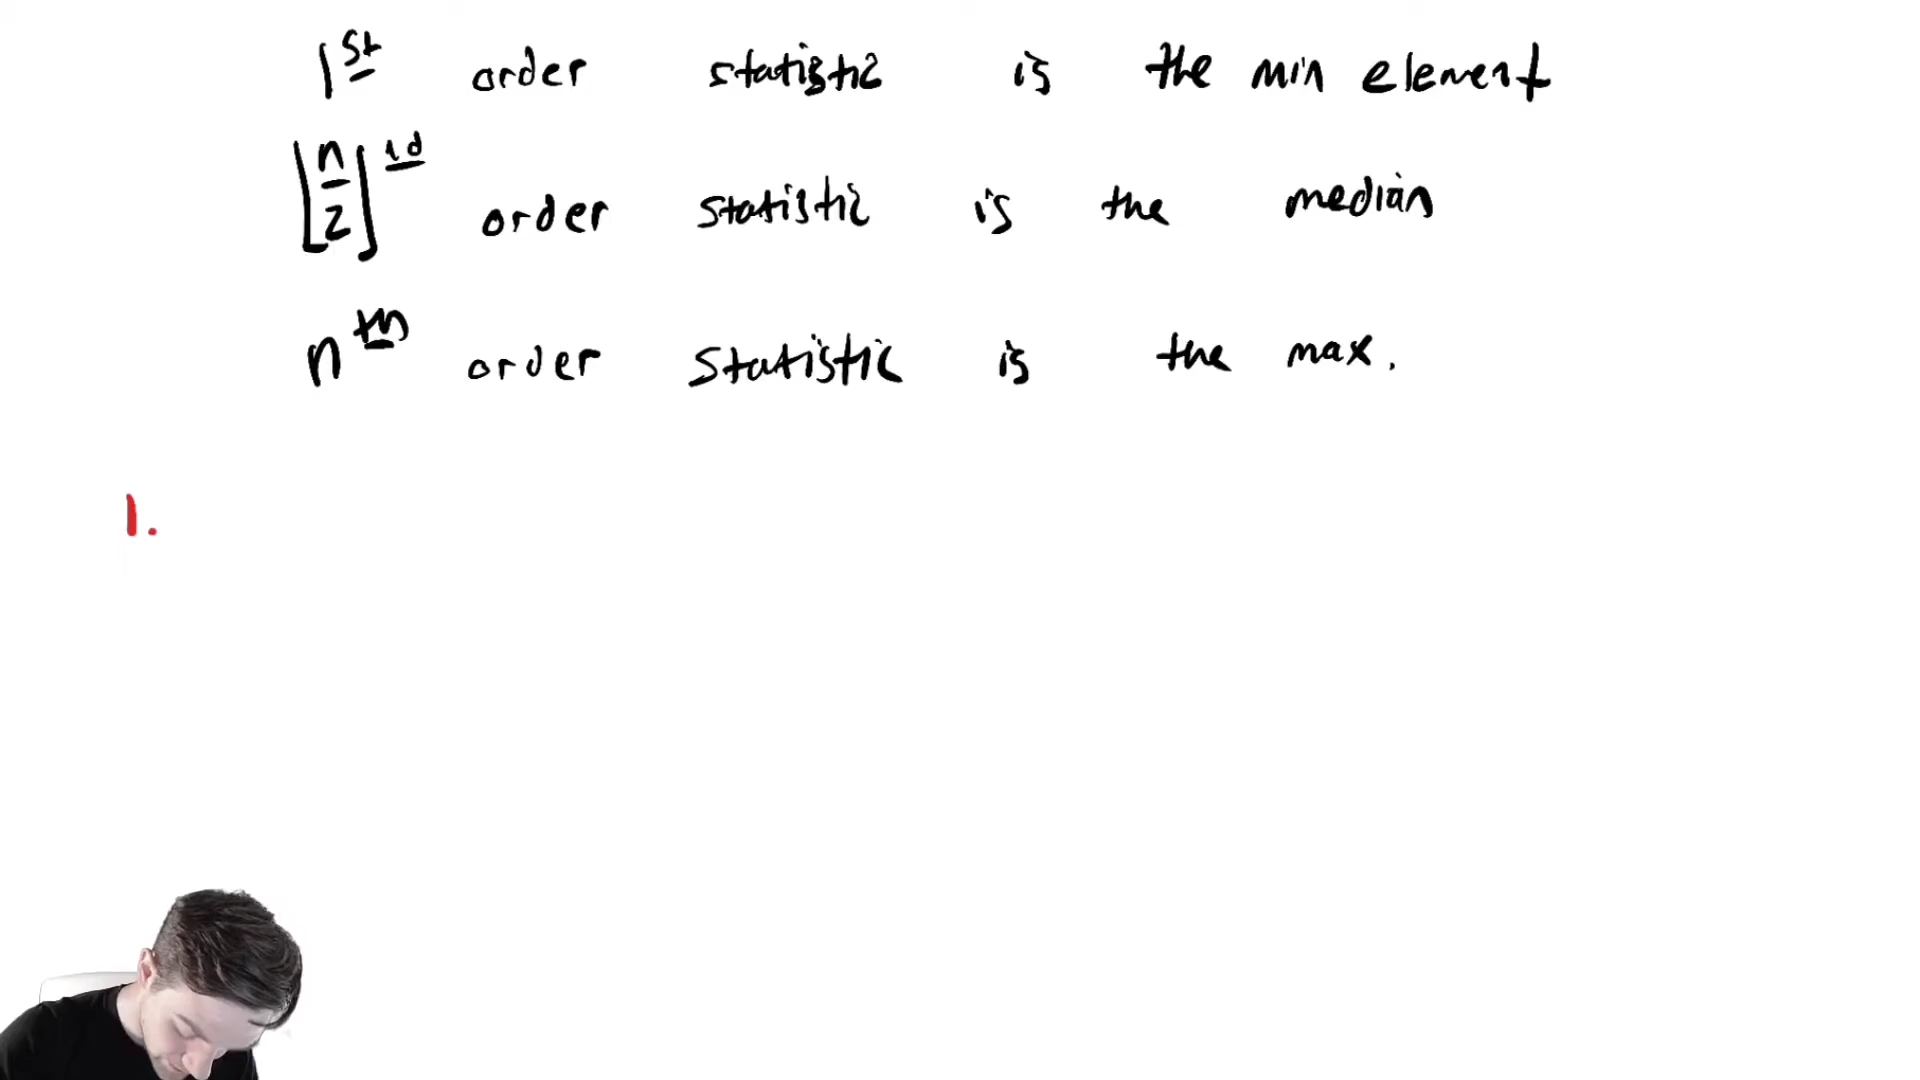 1st order statistic is the min element
⌊n/2⌋rd order statistic is the median
nth order statistic is the max.
1.